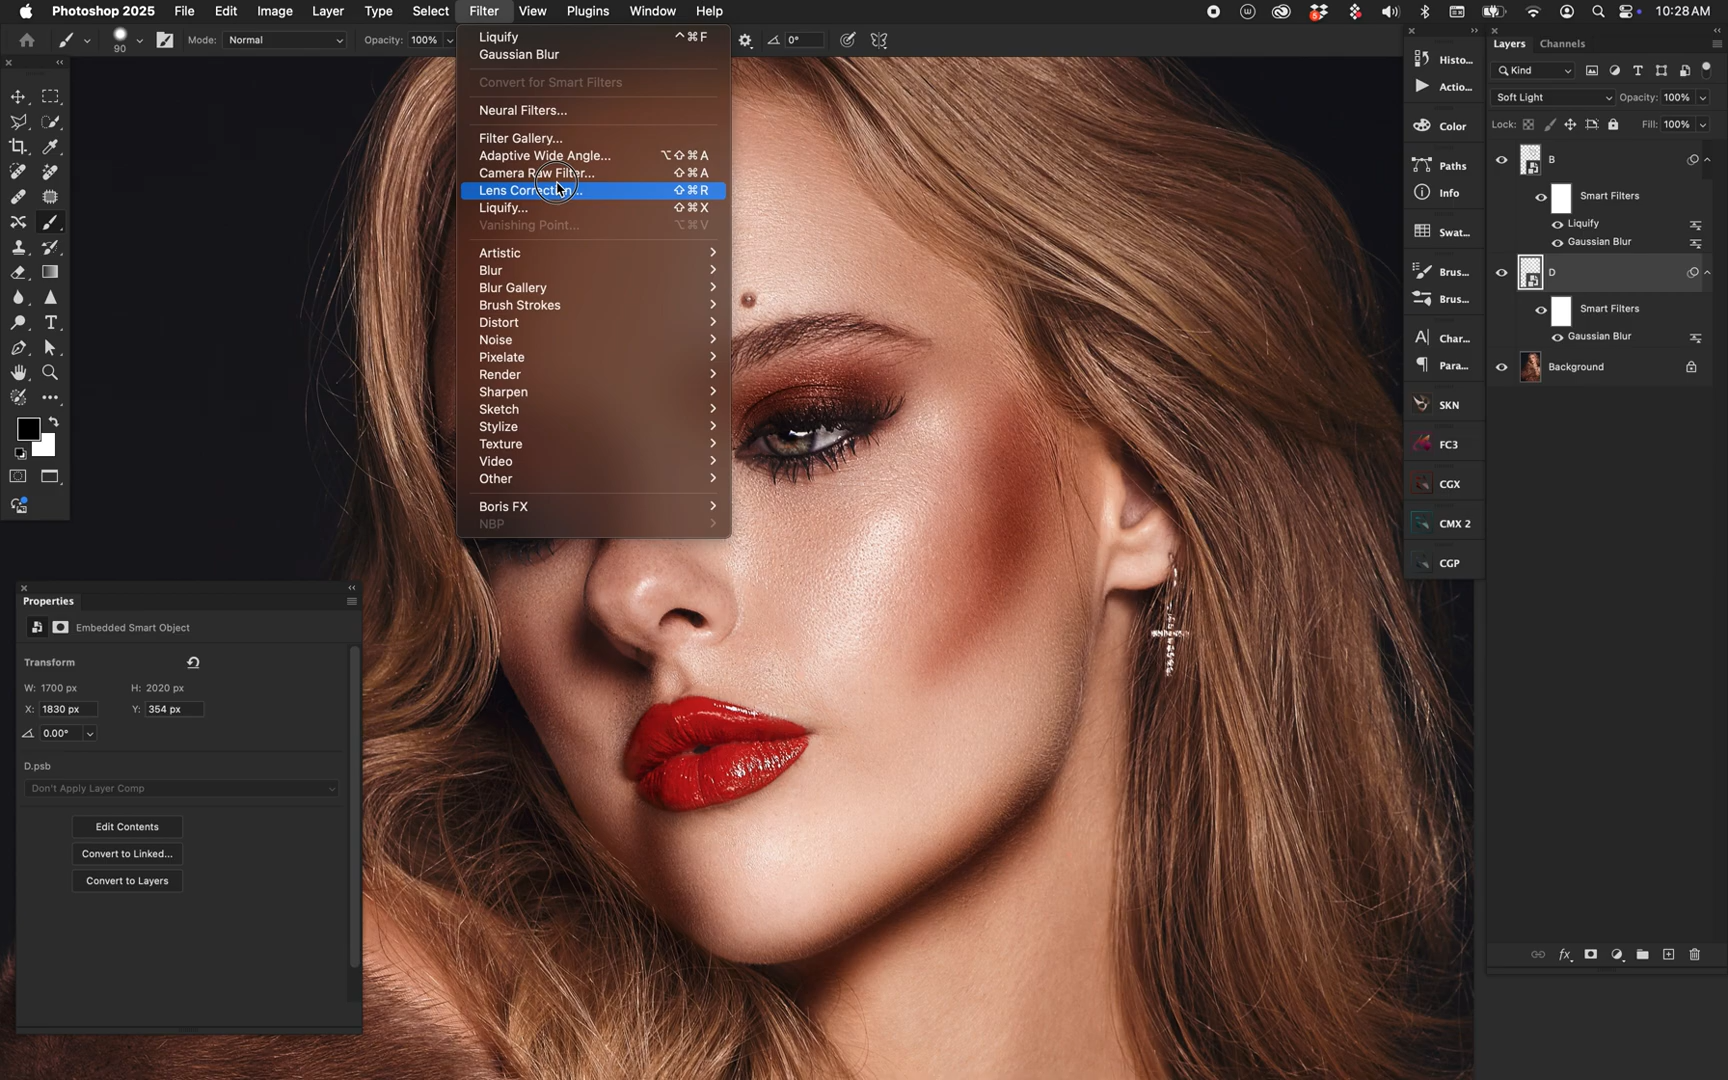 Photoshop 2025 File Edit Image Layer Type Select Filter View Plugins Window Help 10:28 AM
90 Mode: Normal Opacity: 100% 0°
Liquify ^⌘F
Gaussian Blur
Convert for Smart Filters
Neural Filters...
Filter Gallery...
Adaptive Wide Angle... ⌥⇧⌘A
Camera Raw Filter... ⇧⌘A
Lens Correction... ⇧⌘R
Liquify... ⇧⌘X
Vanishing Point... ⌥⌘V
Artistic
Blur
Blur Gallery
Brush Strokes
Distort
Noise
Pixelate
Render
Sharpen
Sketch
Stylize
Texture
Video
Other
Boris FX
NBP
Properties
Embedded Smart Object
Transform
W: 1700 px H: 2020 px
X: 1830 px Y: 354 px
0.00°
D.psb
Don't Apply Layer Comp
Edit Contents
Convert to Linked...
Convert to Layers
Histo...
Actio...
Color
Paths
Info
Swat...
Brus...
Brus...
Char...
Para...
SKN
FC3
CGX
CMX 2
CGP
Layers Channels
Kind
Soft Light Opacity: 100%
Lock: Fill: 100%
B
Smart Filters
Liquify
Gaussian Blur
D
Smart Filters
Gaussian Blur
Background